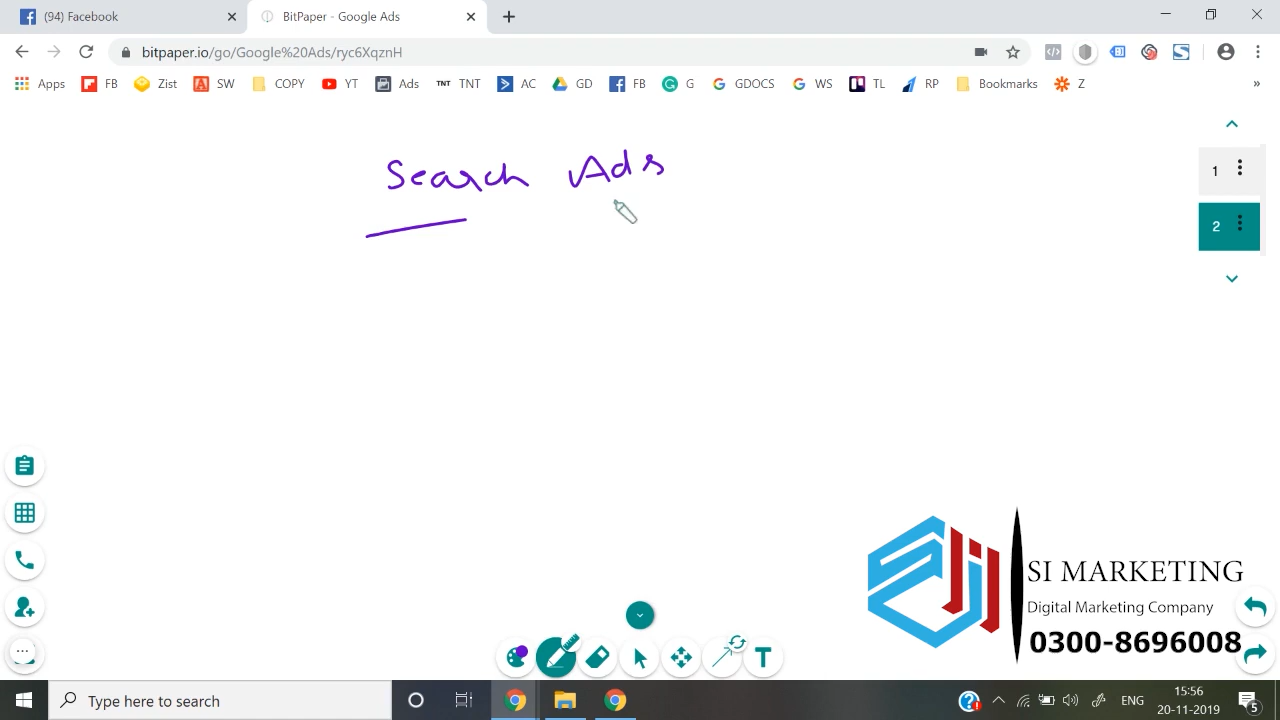 (94) Facebook
BitPaper - Google Ads
bitpaper.io/go/Google%20Ads/ryc6XqznH
Apps FB Zist SW COPY YT Ads TNT TNT AC GD FB G GDOCS WS TL RP Bookmarks Z »
Search Ads
1
2
SI MARKETING
Digital Marketing Company
0300-8696008
T
Type here to search
ENG
15:56
20-11-2019
5